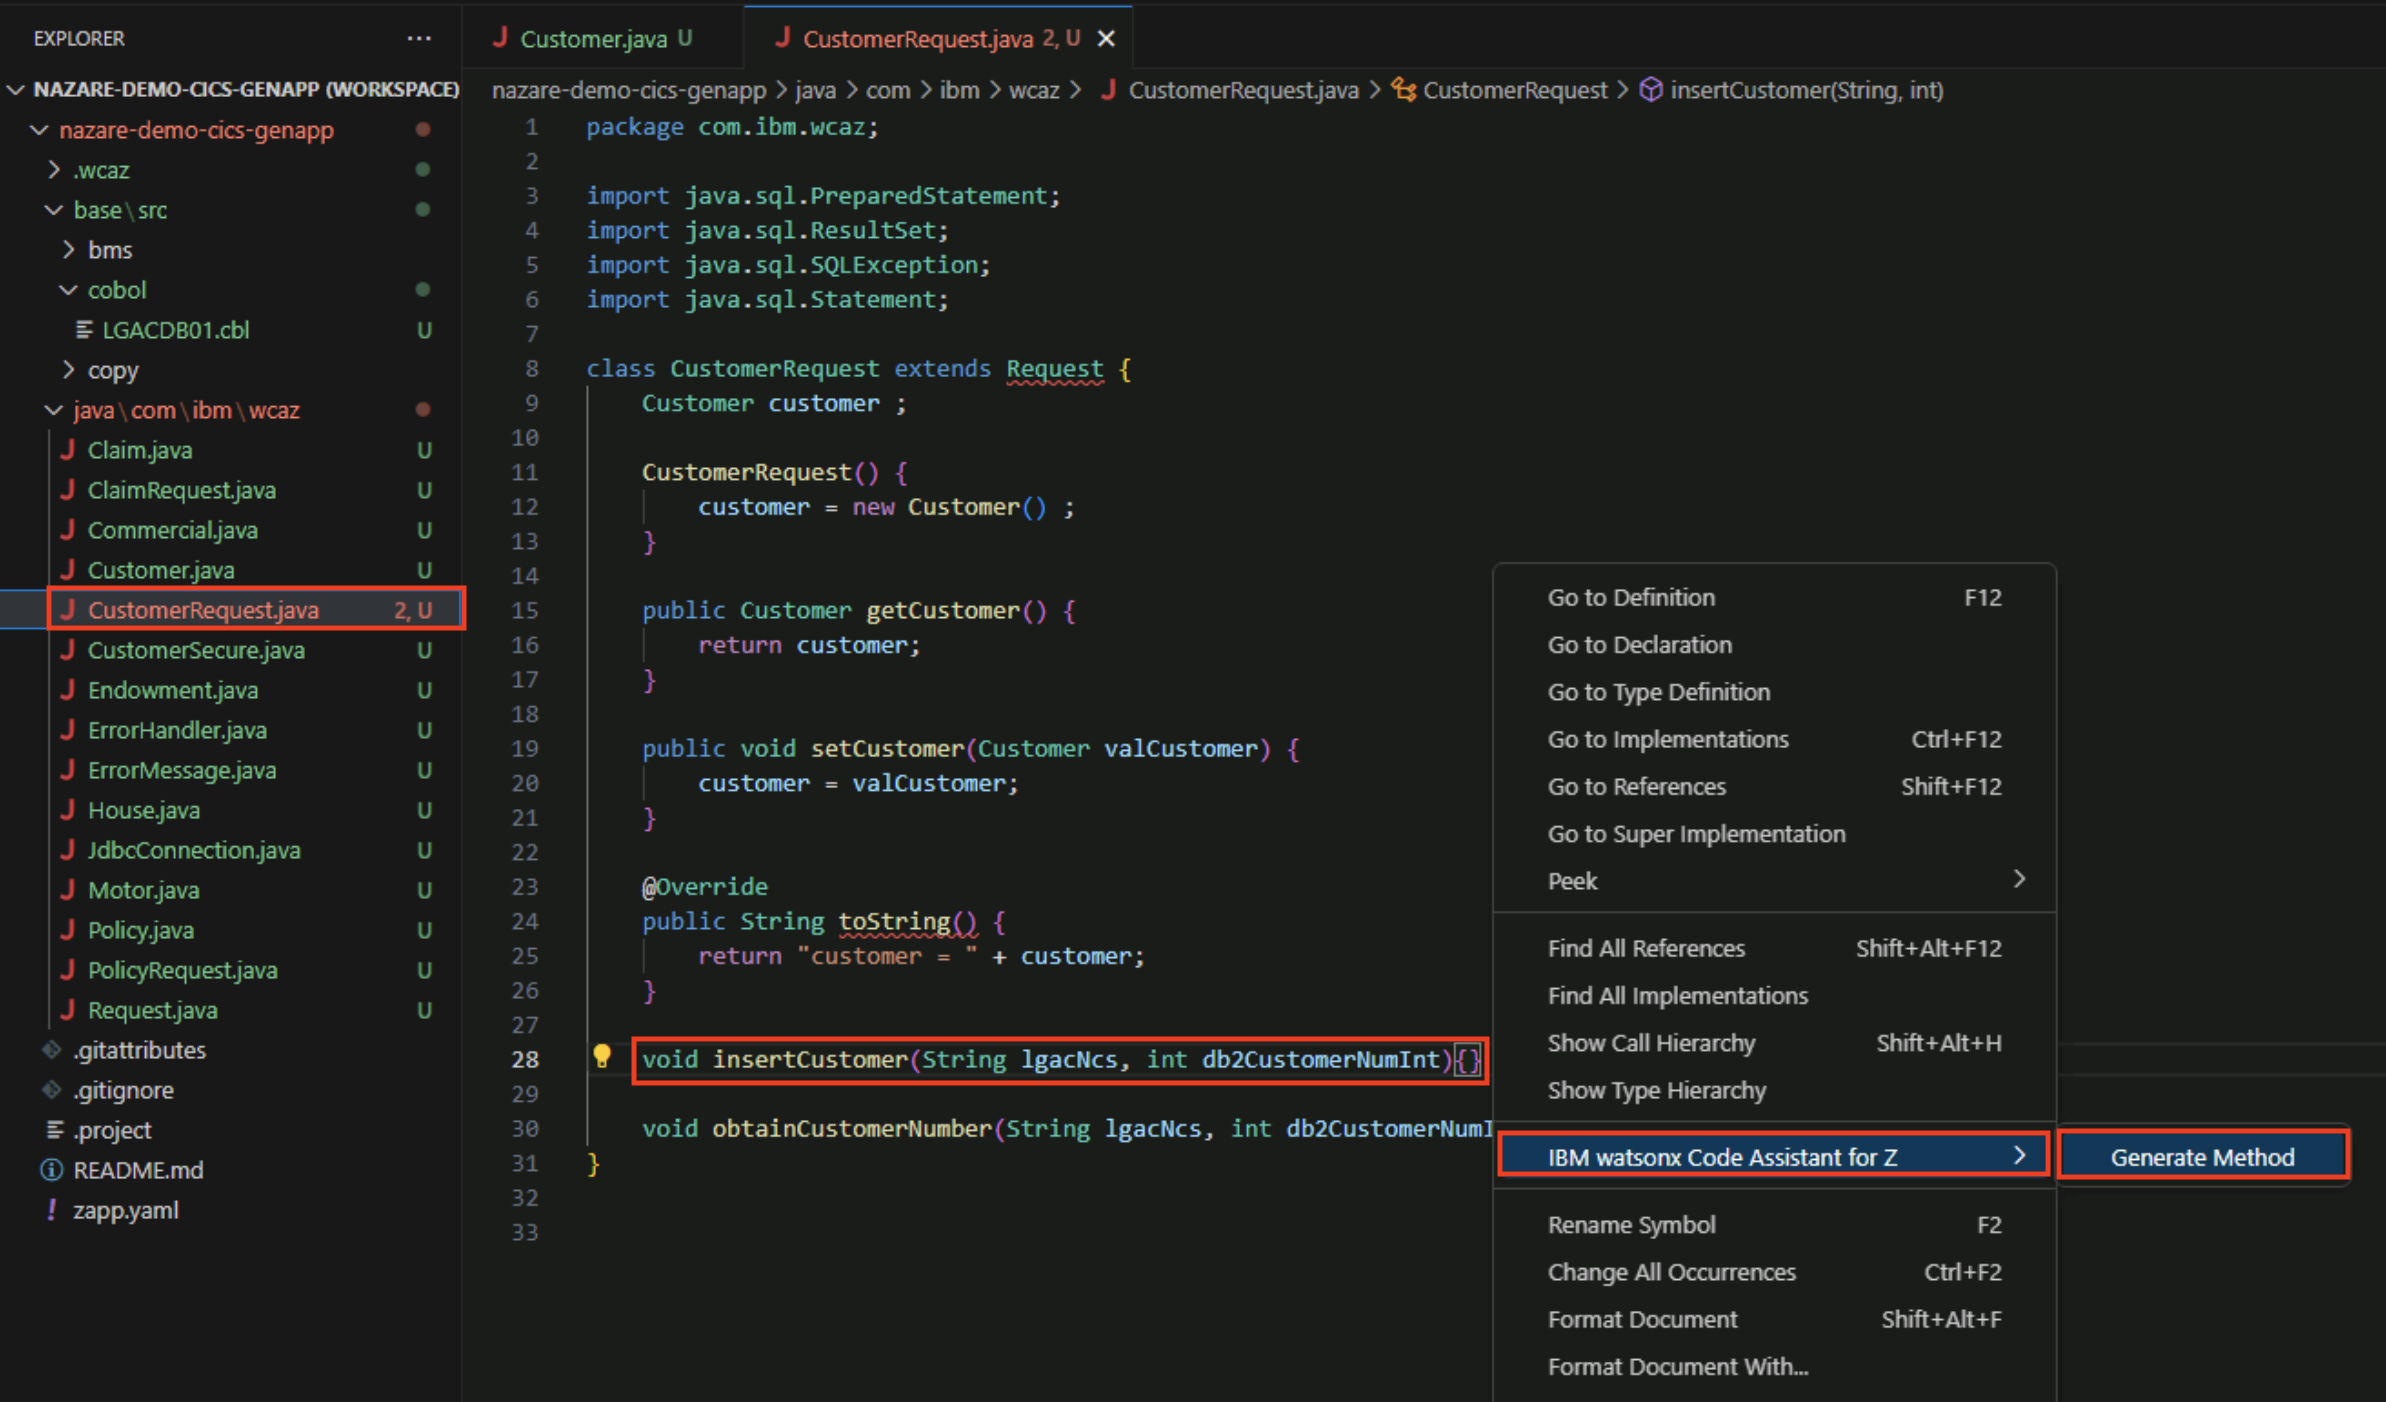 EXPLORER ···
NAZARE-DEMO-CICS-GENAPP (WORKSPACE)
nazare-demo-cics-genapp
.wcaz
base\src
bms
cobol
LGACDB01.cbl U
copy
java\com\ibm\wcaz
J Claim.java U
J ClaimRequest.java U
J Commercial.java U
J Customer.java U
J CustomerRequest.java 2, U
J CustomerSecure.java U
J Endowment.java U
J ErrorHandler.java U
J ErrorMessage.java U
J House.java U
J JdbcConnection.java U
J Motor.java U
J Policy.java U
J PolicyRequest.java U
J Request.java U
.gitattributes
.gitignore
.project
README.md
! zapp.yaml
J Customer.java U
J CustomerRequest.java 2, U
nazare-demo-cics-genapp > java > com > ibm > wcaz > J CustomerRequest.java > CustomerRequest > insertCustomer(String, int)
1 package com.ibm.wcaz;
2
3 import java.sql.PreparedStatement;
4 import java.sql.ResultSet;
5 import java.sql.SQLException;
6 import java.sql.Statement;
7
8 class CustomerRequest extends Request {
9 Customer customer ;
10
11 CustomerRequest() {
12 customer = new Customer() ;
13 }
14
15 public Customer getCustomer() {
16 return customer;
17 }
18
19 public void setCustomer(Customer valCustomer) {
20 customer = valCustomer;
21 }
22
23 @Override
24 public String toString() {
25 return "customer = " + customer;
26 }
27
28 void insertCustomer(String lgacNcs, int db2CustomerNumInt){}
29
30 void obtainCustomerNumber(String lgacNcs, int db2CustomerNumI
31 }
32
33
Go to Definition F12
Go to Declaration
Go to Type Definition
Go to Implementations Ctrl+F12
Go to References Shift+F12
Go to Super Implementation
Peek
Find All References Shift+Alt+F12
Find All Implementations
Show Call Hierarchy Shift+Alt+H
Show Type Hierarchy
IBM watsonx Code Assistant for Z
Generate Method
Rename Symbol F2
Change All Occurrences Ctrl+F2
Format Document Shift+Alt+F
Format Document With...